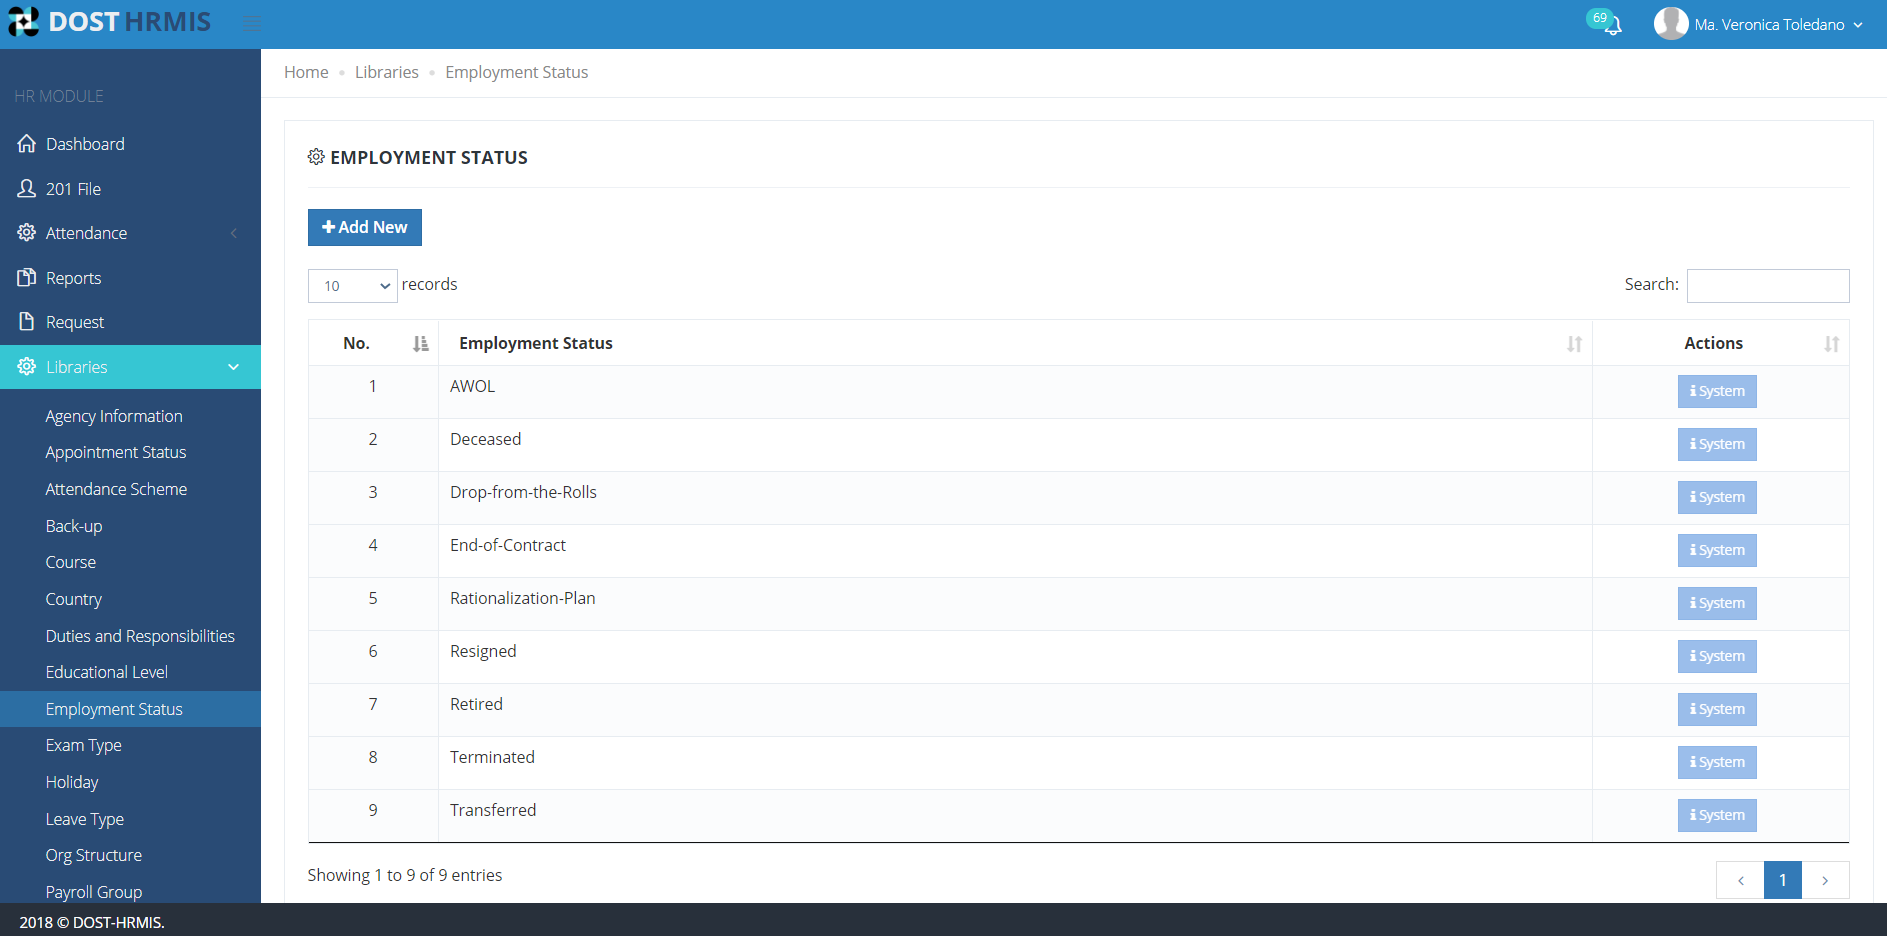 DOST HRMIS
69
Ma. Veronica Toledano
HR MODULE
Dashboard
201 File
Attendance
Reports
Request
Libraries
Agency Information
Appointment Status
Attendance Scheme
Back-up
Course
Country
Duties and Responsibilities
Educational Level
Employment Status
Exam Type
Holiday
Leave Type
Org Structure
Payroll Group
Home • Libraries • Employment Status
EMPLOYMENT STATUS
Add New
10 records
Search:
No. Employment Status Actions
1 AWOL System
2 Deceased System
3 Drop-from-the-Rolls System
4 End-of-Contract System
5 Rationalization-Plan System
6 Resigned System
7 Retired System
8 Terminated System
9 Transferred System
Showing 1 to 9 of 9 entries
1
2018 © DOST-HRMIS.